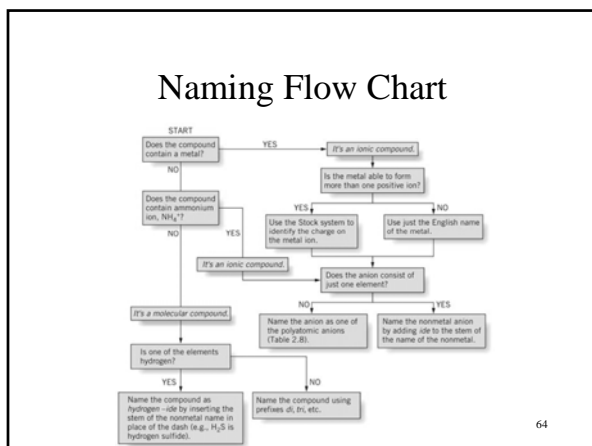 Naming Flow Chart
START
Does the compound
contain a metal?
YES
It's an ionic compound.
NO
Is the metal able to form
more than one positive ion?
Does the compound
contain ammonium
ion, NH₄⁺?
YES
NO
Use the Stock system to
identify the charge on
the metal ion.
Use just the English name
of the metal.
NO
YES
It's an ionic compound.
Does the anion consist of
just one element?
NO
YES
It's a molecular compound.
Name the anion as one of
the polyatomic anions
(Table 2.8).
Name the nonmetal anion
by adding ide to the stem of
the name of the nonmetal.
Is one of the elements
hydrogen?
YES
NO
Name the compound as
hydrogen –ide by inserting the
stem of the nonmetal name in
place of the dash (e.g., H₂S is
hydrogen sulfide).
Name the compound using
prefixes di, tri, etc.
64